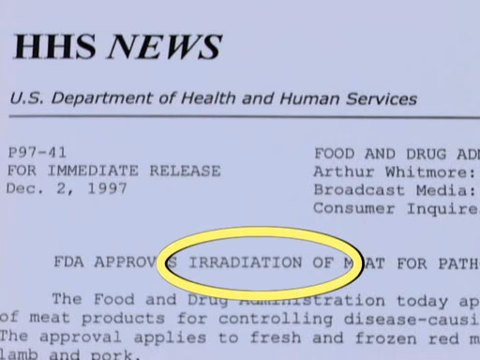 HHS NEWS
U.S. Department of Health and Human Services
P97-41
FOR IMMEDIATE RELEASE
Dec. 2, 1997
FOOD AND DRUG AD
Arthur Whitmore:
Broadcast Media:
Consumer Inquire
FDA APPROVES IRRADIATION OF MEAT FOR PATH
The Food and Drug Administration today ap
of meat products for controlling disease-causi
The approval applies to fresh and frozen red m
lamb and pork.